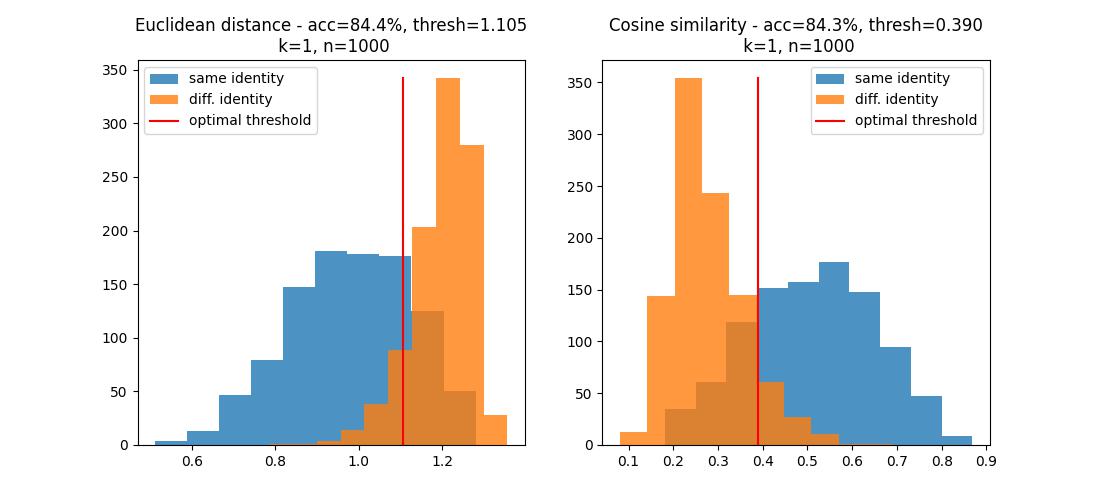 Euclidean distance - acc=84.4%, thresh=1.105
k=1, n=1000
same identity
diff. identity
optimal threshold
350
300
250
200
150
100
50
0
0.6 0.8 1.0 1.2
Cosine similarity - acc=84.3%, thresh=0.390
k=1, n=1000
same identity
diff. identity
optimal threshold
350
300
250
200
150
100
50
0
0.1 0.2 0.3 0.4 0.5 0.6 0.7 0.8 0.9